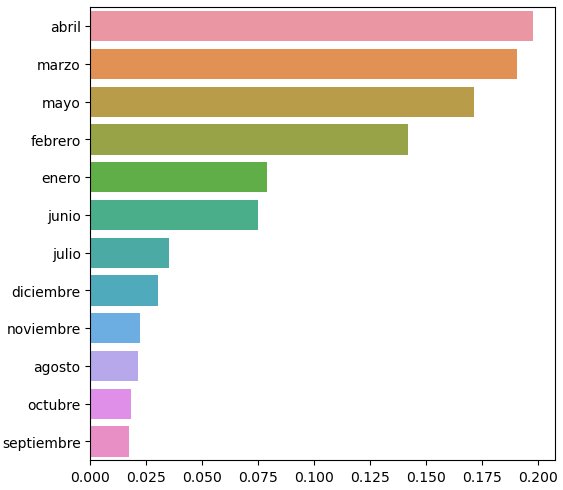 abril
marzo
mayo
febrero
enero
junio
julio
diciembre
noviembre
agosto
octubre
septiembre
0.000 0.025 0.050 0.075 0.100 0.125 0.150 0.175 0.200